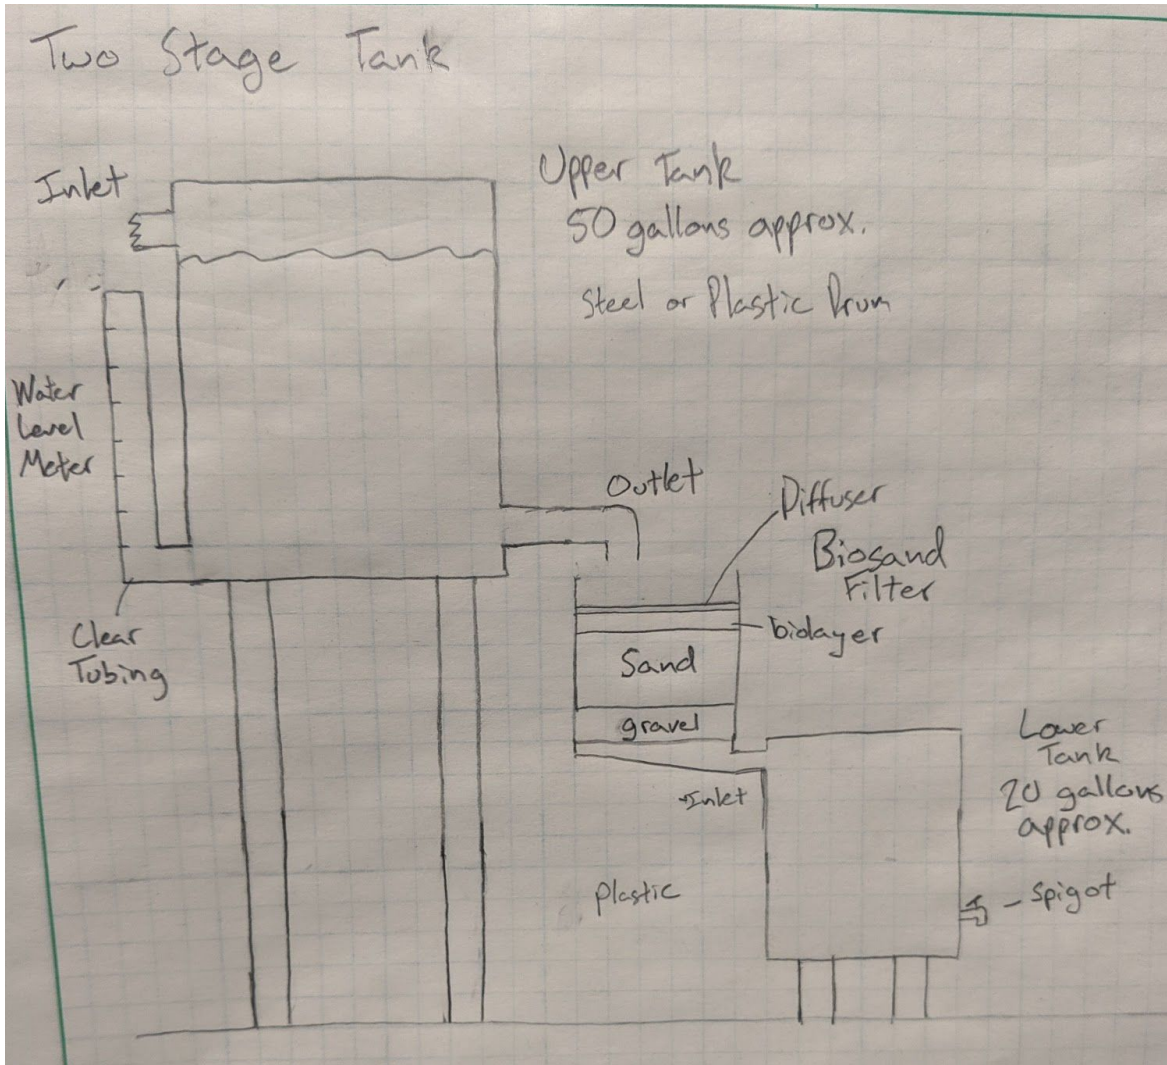 Two Stage Tank
Inlet
Upper Tank
50 gallons approx.
Steel or Plastic Drum
Water
Level
Meter
Outlet
Diffuser
Biosand
Filter
biolayer
Clear
Tubing
Sand
gravel
Lower
Tank
20 gallons
approx.
Inlet
plastic
spigot